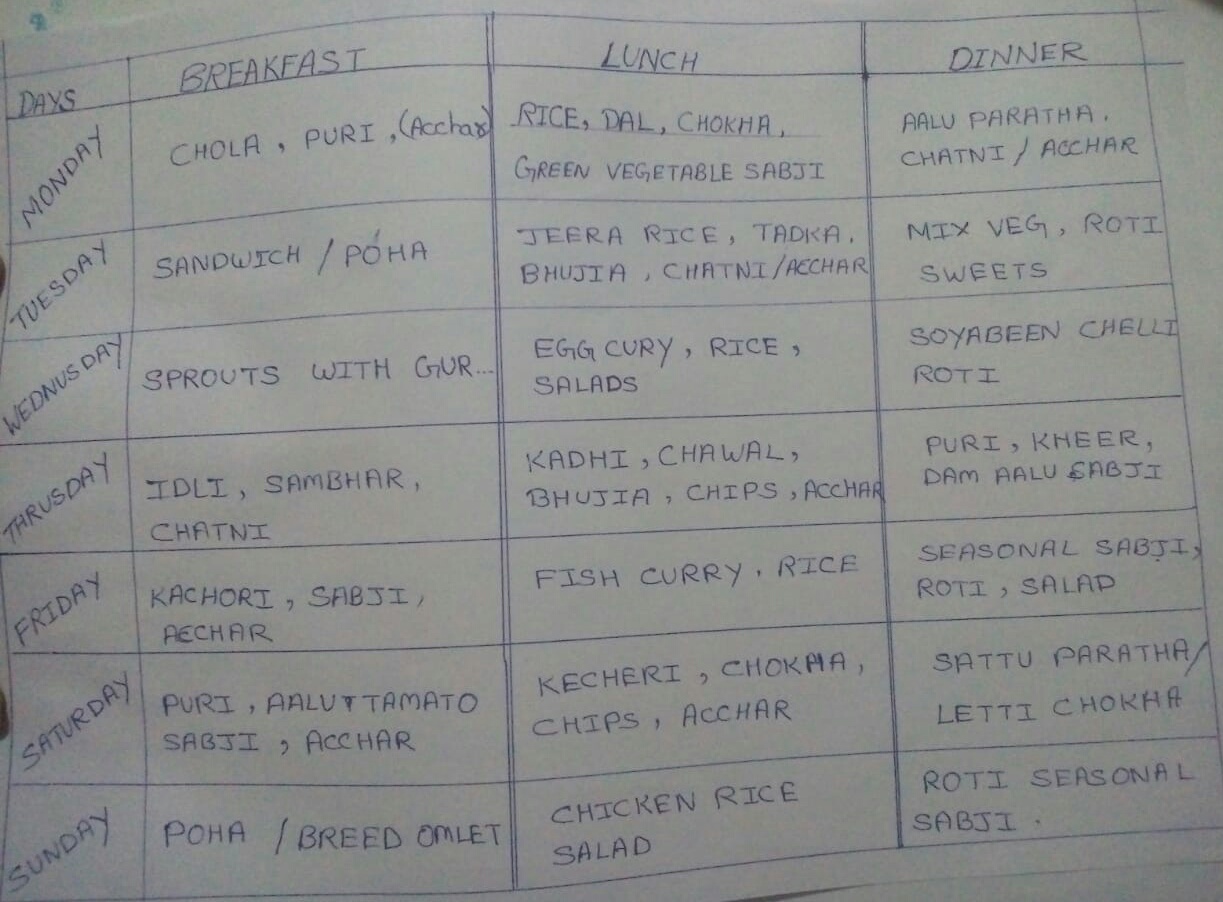 DAYS BREAKFAST LUNCH DINNER
MONDAY
CHOLA, PURI, (Acchar)
RICE, DAL, CHOKHA,
GREEN VEGETABLE SABJI
AALU PARATHA,
CHATNI / ACCHAR
TUESDAY
SANDWICH / POHA
JEERA RICE, TADKA,
BHUJIA, CHATNI/ACCHAR
MIX VEG, ROTI
SWEETS
WEDNUSDAY
SPROUTS WITH GUR...
EGG CURY, RICE,
SALADS
SOYABEEN CHELLI
ROTI
THRUSDAY
IDLI, SAMBHAR,
CHATNI
KADHI, CHAWAL,
BHUJIA, CHIPS, ACCHAR
PURI, KHEER,
DAM AALU SABJI
FRIDAY
KACHORI, SABJI,
ACCHAR
FISH CURRY, RICE
SEASONAL SABJI,
ROTI, SALAD
SATURDAY
PURI, AALU TAMATO
SABJI, ACCHAR
KECHERI, CHOKHA,
CHIPS, ACCHAR
SATTU PARATHA/
LETTI CHOKHA
SUNDAY
POHA / BREED OMLET
CHICKEN RICE
SALAD
ROTI SEASONAL
SABJI.